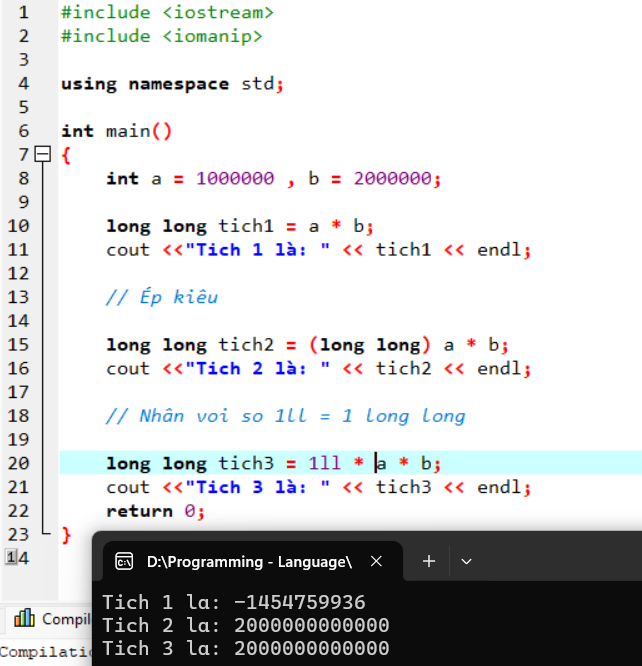 1 #include <iostream>
2 #include <iomanip>
3
4 using namespace std;
5
6 int main()
7 {
8 int a = 1000000 , b = 2000000;
9
10 long long tich1 = a * b;
11 cout <<"Tich 1 là: " << tich1 << endl;
12
13 // Ép kiêu
14
15 long long tich2 = (long long) a * b;
16 cout <<"Tich 2 là: " << tich2 << endl;
17
18 // Nhân voi so 1ll = 1 long long
19
20 long long tich3 = 1ll * a * b;
21 cout <<"Tich 3 là: " << tich3 << endl;
22 return 0;
23 }
14
D:\Programming - Language\
Tich 1 la: -1454759936
Tich 2 la: 2000000000000
Tich 3 la: 2000000000000